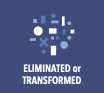 ELIMINATED or
TRANSFORMED